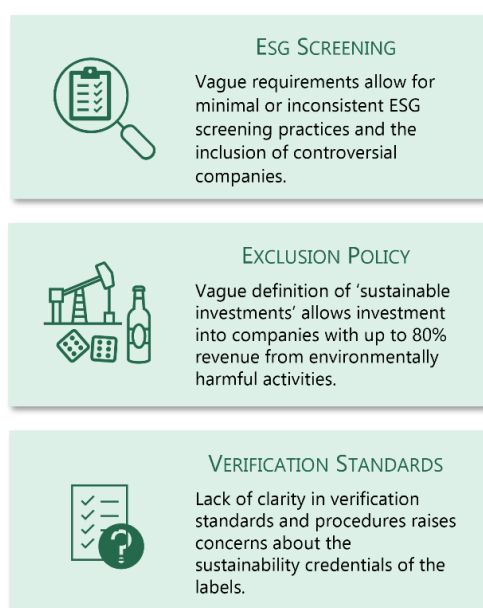 ESG SCREENING
Vague requirements allow for
minimal or inconsistent ESG
screening practices and the
inclusion of controversial
companies.
EXCLUSION POLICY
Vague definition of ‘sustainable
investments’ allows investment
into companies with up to 80%
revenue from environmentally
harmful activities.
VERIFICATION STANDARDS
Lack of clarity in verification
standards and procedures raises
concerns about the
sustainability credentials of the
labels.